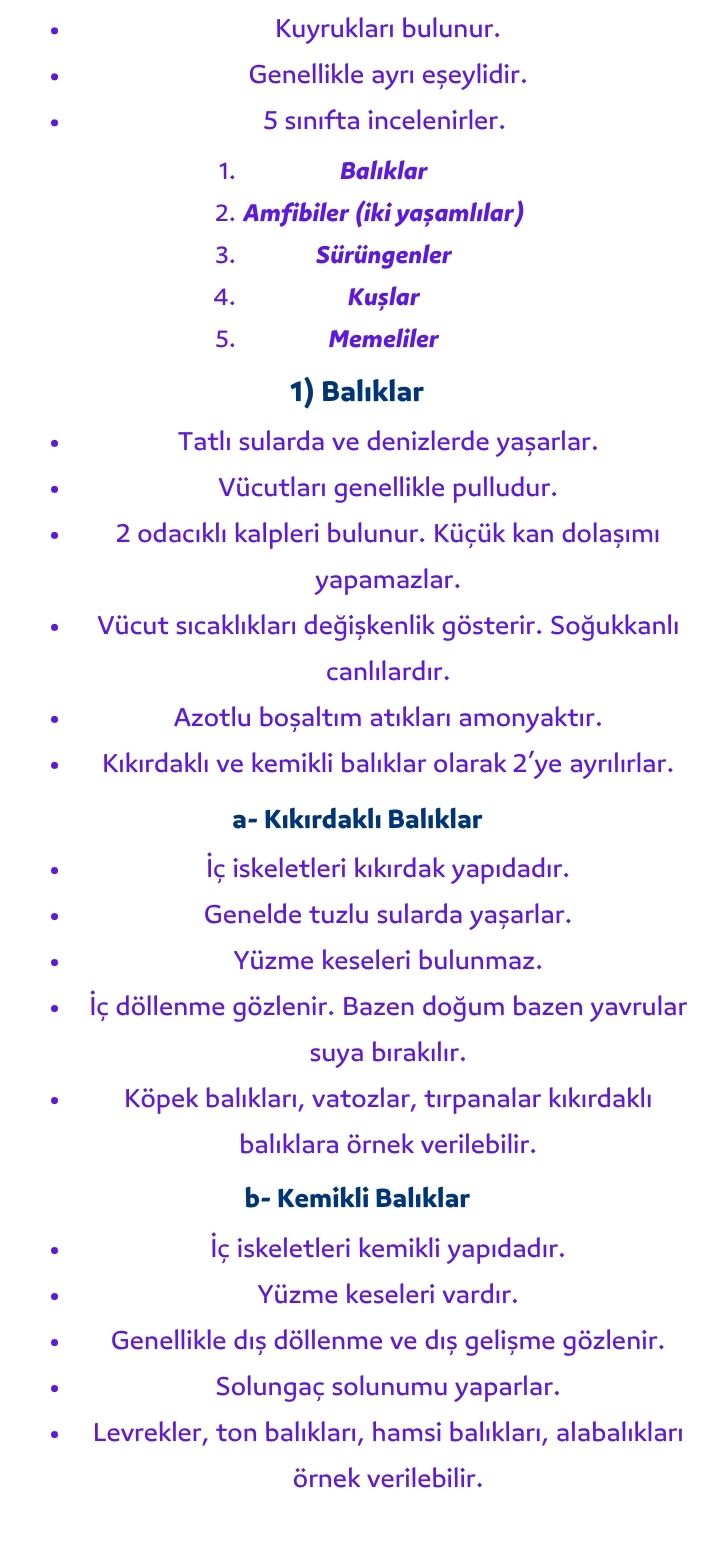 • Kuyrukları bulunur.
• Genellikle ayrı eşeylidir.
• 5 sınıfta incelenirler.
1. Balıklar
2. Amfibiler (iki yaşamlılar)
3. Sürüngenler
4. Kuşlar
5. Memeliler
1) Balıklar
• Tatlı sularda ve denizlerde yaşarlar.
• Vücutları genellikle pulludur.
• 2 odacıklı kalpleri bulunur. Küçük kan dolaşımı
yapamazlar.
• Vücut sıcaklıkları değişkenlik gösterir. Soğukkanlı
canlılardır.
• Azotlu boşaltım atıkları amonyaktır.
• Kıkırdaklı ve kemikli balıklar olarak 2’ye ayrılırlar.
a- Kıkırdaklı Balıklar
• İç iskeletleri kıkırdak yapıdadır.
• Genelde tuzlu sularda yaşarlar.
• Yüzme keseleri bulunmaz.
• İç döllenme gözlenir. Bazen doğum bazen yavrular
suya bırakılır.
• Köpek balıkları, vatozlar, tırpanalar kıkırdaklı
balıklara örnek verilebilir.
b- Kemikli Balıklar
• İç iskeletleri kemikli yapıdadır.
• Yüzme keseleri vardır.
• Genellikle dış döllenme ve dış gelişme gözlenir.
• Solungaç solunumu yaparlar.
• Levrekler, ton balıkları, hamsi balıkları, alabalıkları
örnek verilebilir.